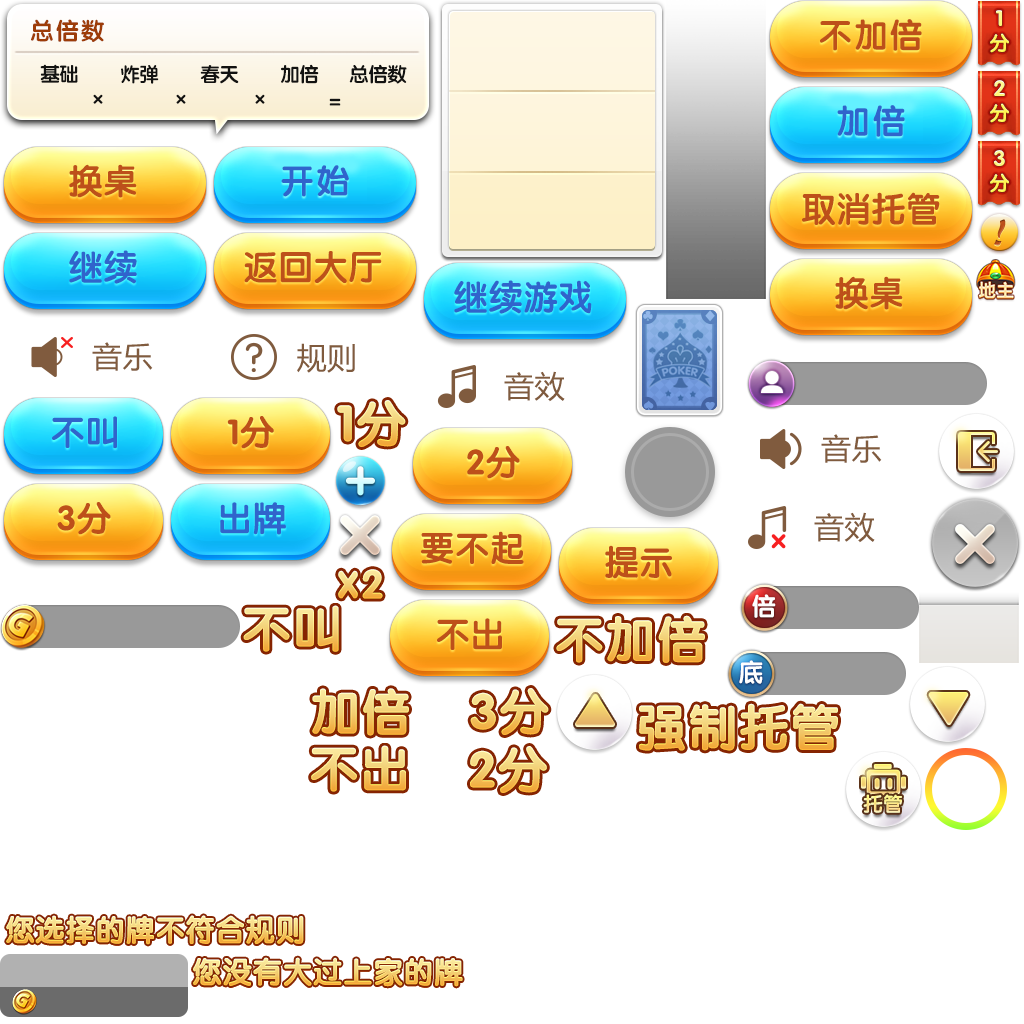 总倍数
基础 炸弹 春天 加倍 总倍数
× × × =
换桌
开始
继续
返回大厅
继续游戏
不加倍
加倍
取消托管
换桌
1分
2分
3分
地主
音乐
? 规则
音效
POKER
不叫
1分
1分
2分
3分
出牌
要不起
提示
X2
不出
G
不叫
不加倍
音乐
音效
倍
底
加倍
3分
强制托管
不出
2分
托管
您选择的牌不符合规则
您没有大过上家的牌
G